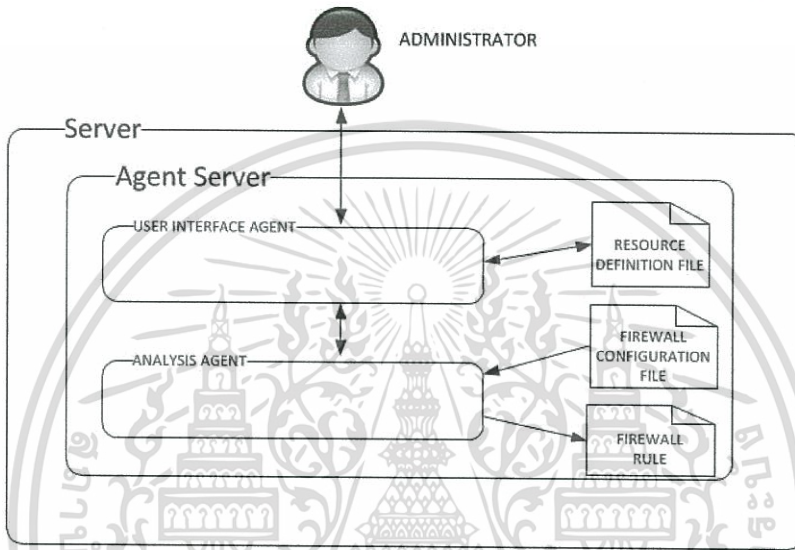 ADMINISTRATOR
Server
Agent Server
USER INTERFACE AGENT
RESOURCE
DEFINITION FILE
FIREWALL
CONFIGURATION
FILE
ANALYSIS AGENT
FIREWALL
RULE